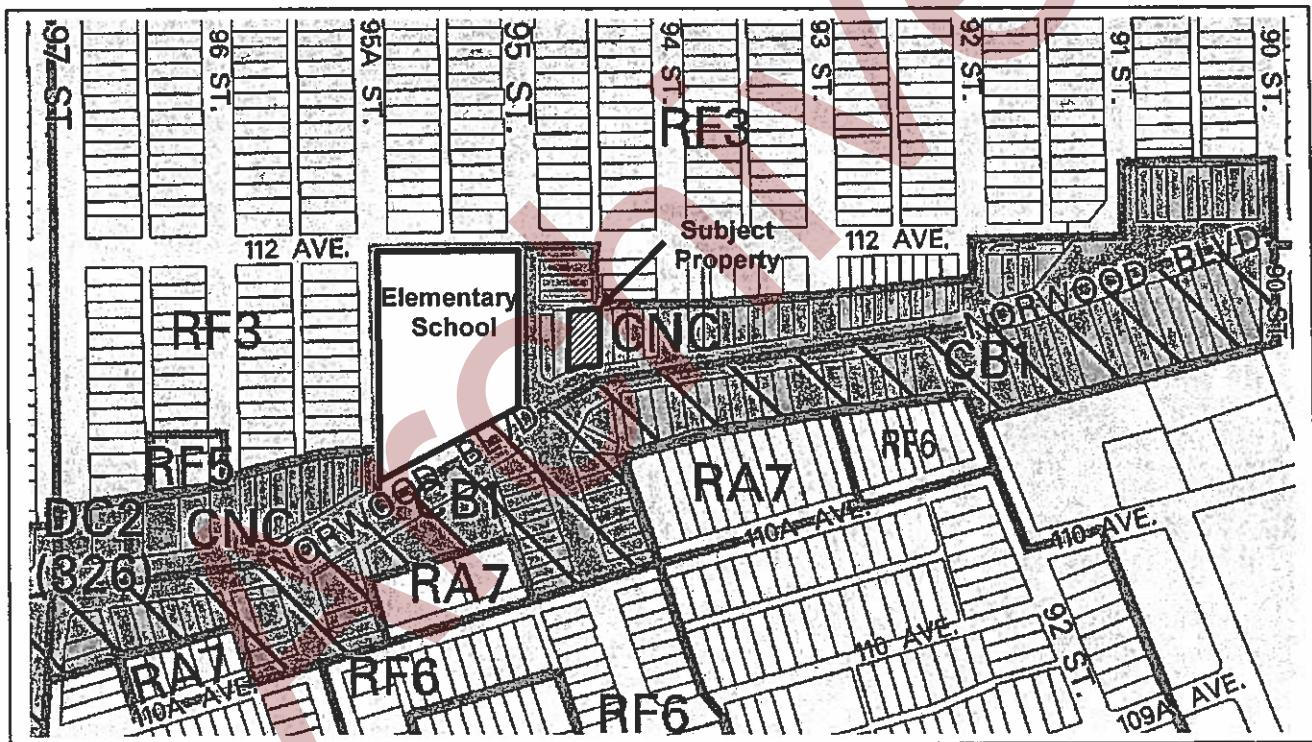 97 ST
96 ST.
95A ST.
95 ST.
94 ST.
93 ST.
92 ST.
91 ST.
90 ST.
RF3
Subject
Property
112 AVE.
112 AVE.
Elementary
School
RF3
CNC
NORWOOD BLVD
90 ST
CB1
RF5
RF6
RA7
DC2
(326)
CNC
NORWOOD BLVD
CB1
110A AVE.
110 AVE.
RA7
92 ST.
110 AVE.
RA7
110A AVE.
RF6
RF6
109A AVE.
Archive